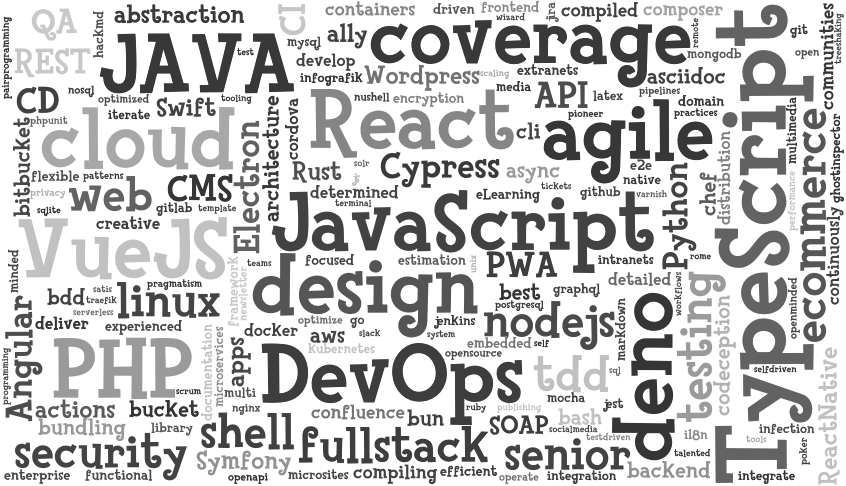 QA
abstraction
CI
containers
driven
frontend
wizard
jira
compiled
composer
git
communities
treeshaking
pairprogramming
REST
hackmd
JAVA
test
mysql
ally
coverage
remote
mongodb
open
develop
infografik
Wordpress
scaling
extranets
asciidoc
TypeScript
CD
nosql
optimized
tooling
iterate
Swift
phpunit
cloud
cordova
nushell
encryption
media
API
latex
pipelines
domain
practices
pioneer
React
cli
agile
multimedia
ghostinspector
bitbucket
flexible
patterns
privacy
web
CMS
architecture
Electron
Rust
solr
js
Cypress
async
e2e
native
tickets
github
varnish
Python
chef
distribution
performance
ecommerce
continuously
sqlite
gitlab
template
creative
determined
terminal
eLearning
JavaScript
VueJS
minded
teams
focused
estimation
unix
PWA
intranets
rome
pragmatism
satis
traefik
serverless
bdd
linux
framework
newsletter
design
best
postgresql
graphql
detailed
workflows
openminded
Angular
deliver
experienced
docker
optimize
go
aws
slack
jenkins
system
nodejs
markdown
deno
testing
codeception
programming
PHP
documentation
microservices
apps
kubernetes
opensource
embedded
self
DevOps
tdd
sql
selfdriven
ReactNative
scrum
multi
actions
bucket
nginx
confluence
bun
ruby
publishing
mocha
jest
bundling
library
shell
SOAP
socialmedia
bash
testdriven
i18n
talented
tools
infection
poker
security
Symfony
fullstack
senior
backend
enterprise
functional
openapi
microsites
compiling
efficient
operate
integration
integrate